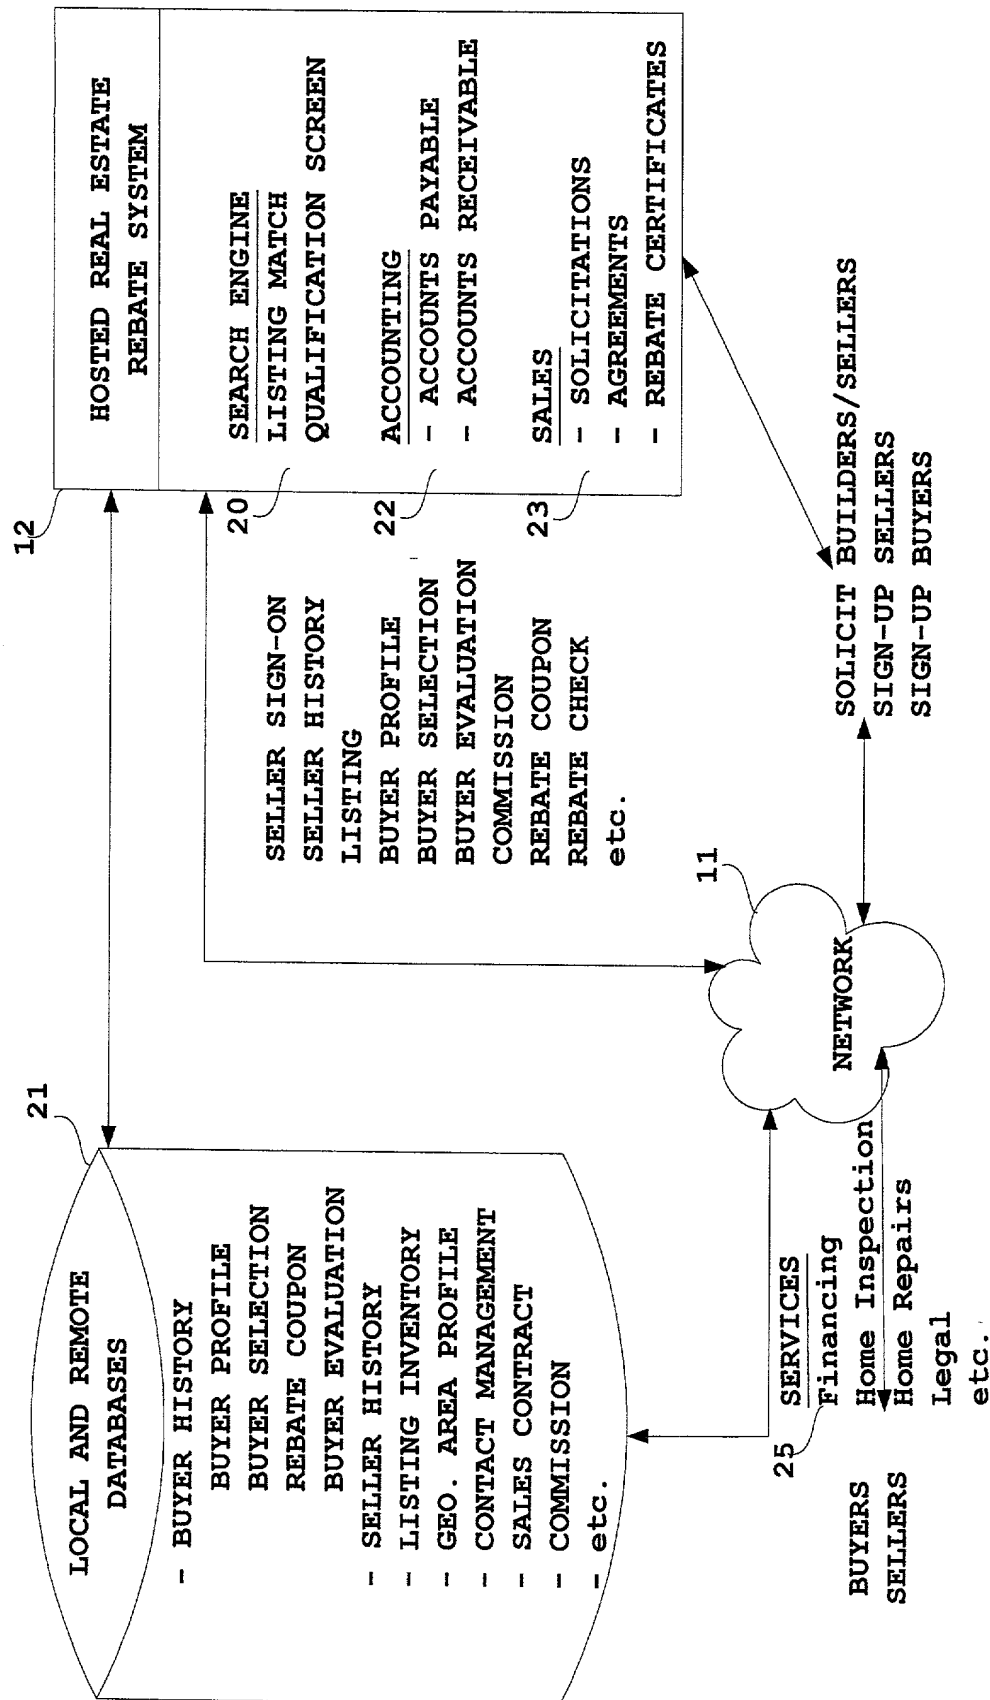 LOCAL AND REMOTE
DATABASES
21
- BUYER HISTORY
BUYER PROFILE
BUYER SELECTION
REBATE COUPON
BUYER EVALUATION
- SELLER HISTORY
- LISTING INVENTORY
- GEO. AREA PROFILE
- CONTACT MANAGEMENT
- SALES CONTRACT
- COMMISSION
- etc.
12
HOSTED REAL ESTATE
REBATE SYSTEM
20
SEARCH ENGINE
LISTING MATCH
QUALIFICATION SCREEN
22
ACCOUNTING
- ACCOUNTS PAYABLE
- ACCOUNTS RECEIVABLE
23
SALES
- SOLICITATIONS
- AGREEMENTS
- REBATE CERTIFICATES
SELLER SIGN-ON
SELLER HISTORY
LISTING
BUYER PROFILE
BUYER SELECTION
BUYER EVALUATION
COMMISSION
REBATE COUPON
REBATE CHECK
etc.
11
NETWORK
SOLICIT BUILDERS/SELLERS
SIGN-UP SELLERS
SIGN-UP BUYERS
25
SERVICES
Financing
Home Inspection
Home Repairs
Legal
etc.
BUYERS
SELLERS